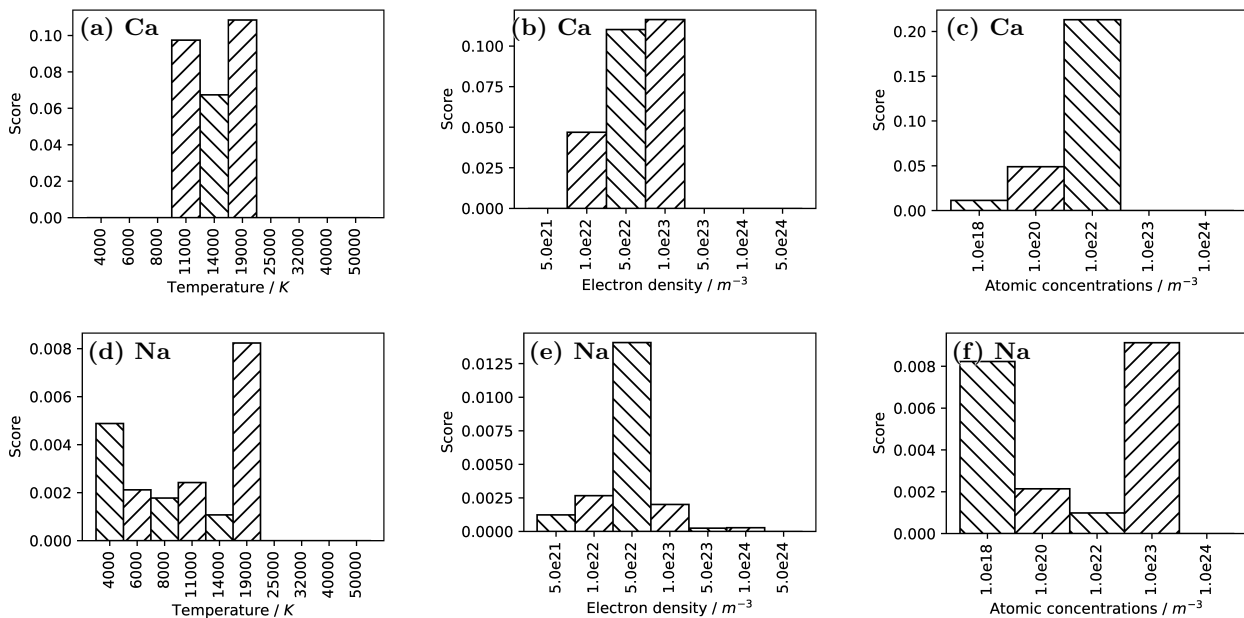 (a) Ca
0.10
0.08
0.06
0.04
0.02
0.00
Score
4000
6000
8000
11000
14000
19000
25000
32000
40000
50000
Temperature / K
(b) Ca
0.100
0.075
0.050
0.025
0.000
Score
5.0e21
1.0e22
5.0e22
1.0e23
5.0e23
1.0e24
5.0e24
Electron density / m⁻³
(c) Ca
0.20
0.15
0.10
0.05
0.00
Score
1.0e18
1.0e20
1.0e22
1.0e23
1.0e24
Atomic concentrations / m⁻³
(d) Na
0.008
0.006
0.004
0.002
0.000
Score
4000
6000
8000
11000
14000
19000
25000
32000
40000
50000
Temperature / K
(e) Na
0.0125
0.0100
0.0075
0.0050
0.0025
0.0000
Score
5.0e21
1.0e22
5.0e22
1.0e23
5.0e23
1.0e24
5.0e24
Electron density / m⁻³
(f) Na
0.008
0.006
0.004
0.002
0.000
Score
1.0e18
1.0e20
1.0e22
1.0e23
1.0e24
Atomic concentrations / m⁻³